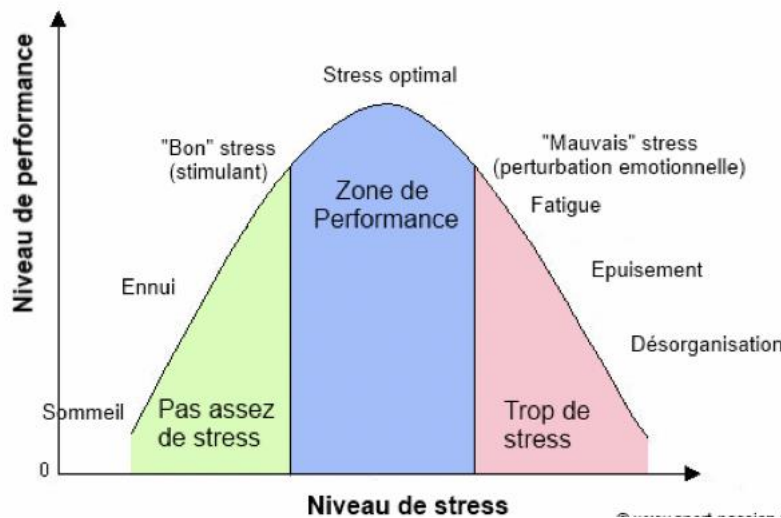 Niveau de performance
Stress optimal
"Bon" stress
(stimulant)
"Mauvais" stress
(perturbation emotionnelle)
Zone de
Performance
Fatigue
Ennui
Epuisement
Désorganisation
Sommeil
Pas assez
de stress
Trop de
stress
0
Niveau de stress